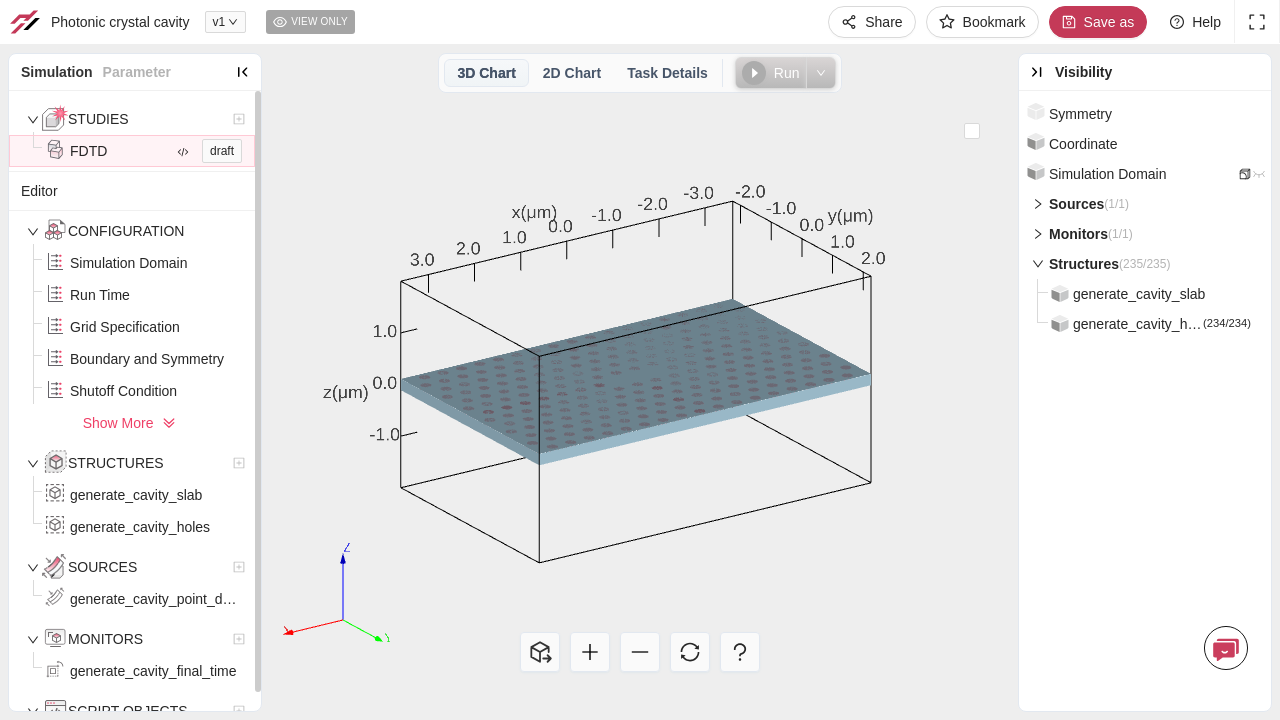 Photonic crystal cavity
v1
VIEW ONLY
Share
Bookmark
Save as
Help
Simulation Parameter
STUDIES
FDTD
draft
Editor
CONFIGURATION
Simulation Domain
Run Time
Grid Specification
Boundary and Symmetry
Shutoff Condition
Show More
STRUCTURES
generate_cavity_slab
generate_cavity_holes
SOURCES
generate_cavity_point_d...
MONITORS
generate_cavity_final_time
SCRIPT OBJECTS
3D Chart
2D Chart
Task Details
Run
x(μm)
3.0
2.0
1.0
0.0
-1.0
-2.0
-3.0
-2.0
-1.0
0.0
1.0
2.0
y(μm)
1.0
0.0
-1.0
z(μm)
Z
X
Y
Visibility
Symmetry
Coordinate
Simulation Domain
Sources(1/1)
Monitors(1/1)
Structures(235/235)
generate_cavity_slab
generate_cavity_h...(234/234)